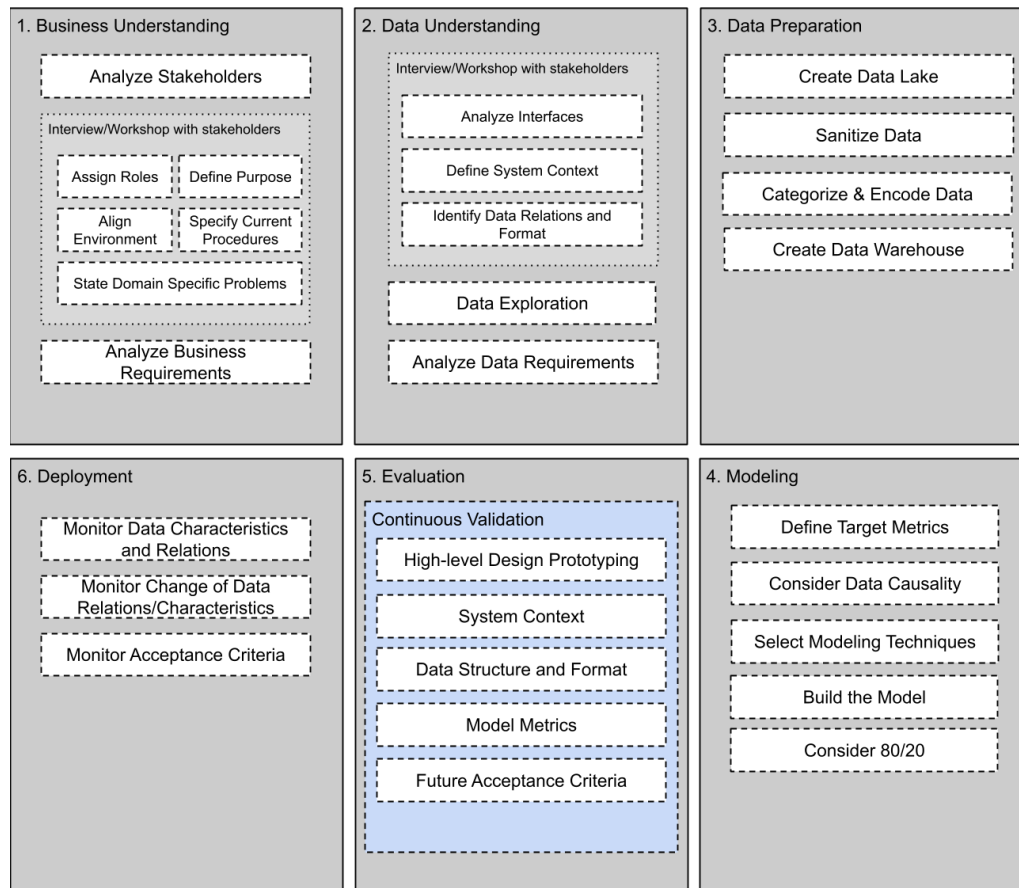 1. Business Understanding
Analyze Stakeholders
Interview/Workshop with stakeholders
Assign Roles
Define Purpose
Align
Environment
Specify Current
Procedures
State Domain Specific Problems
Analyze Business
Requirements
2. Data Understanding
Interview/Workshop with stakeholders
Analyze Interfaces
Define System Context
Identify Data Relations and
Format
Data Exploration
Analyze Data Requirements
3. Data Preparation
Create Data Lake
Sanitize Data
Categorize & Encode Data
Create Data Warehouse
6. Deployment
Monitor Data Characteristics
and Relations
Monitor Change of Data
Relations/Characteristics
Monitor Acceptance Criteria
5. Evaluation
Continuous Validation
High-level Design Prototyping
System Context
Data Structure and Format
Model Metrics
Future Acceptance Criteria
4. Modeling
Define Target Metrics
Consider Data Causality
Select Modeling Techniques
Build the Model
Consider 80/20